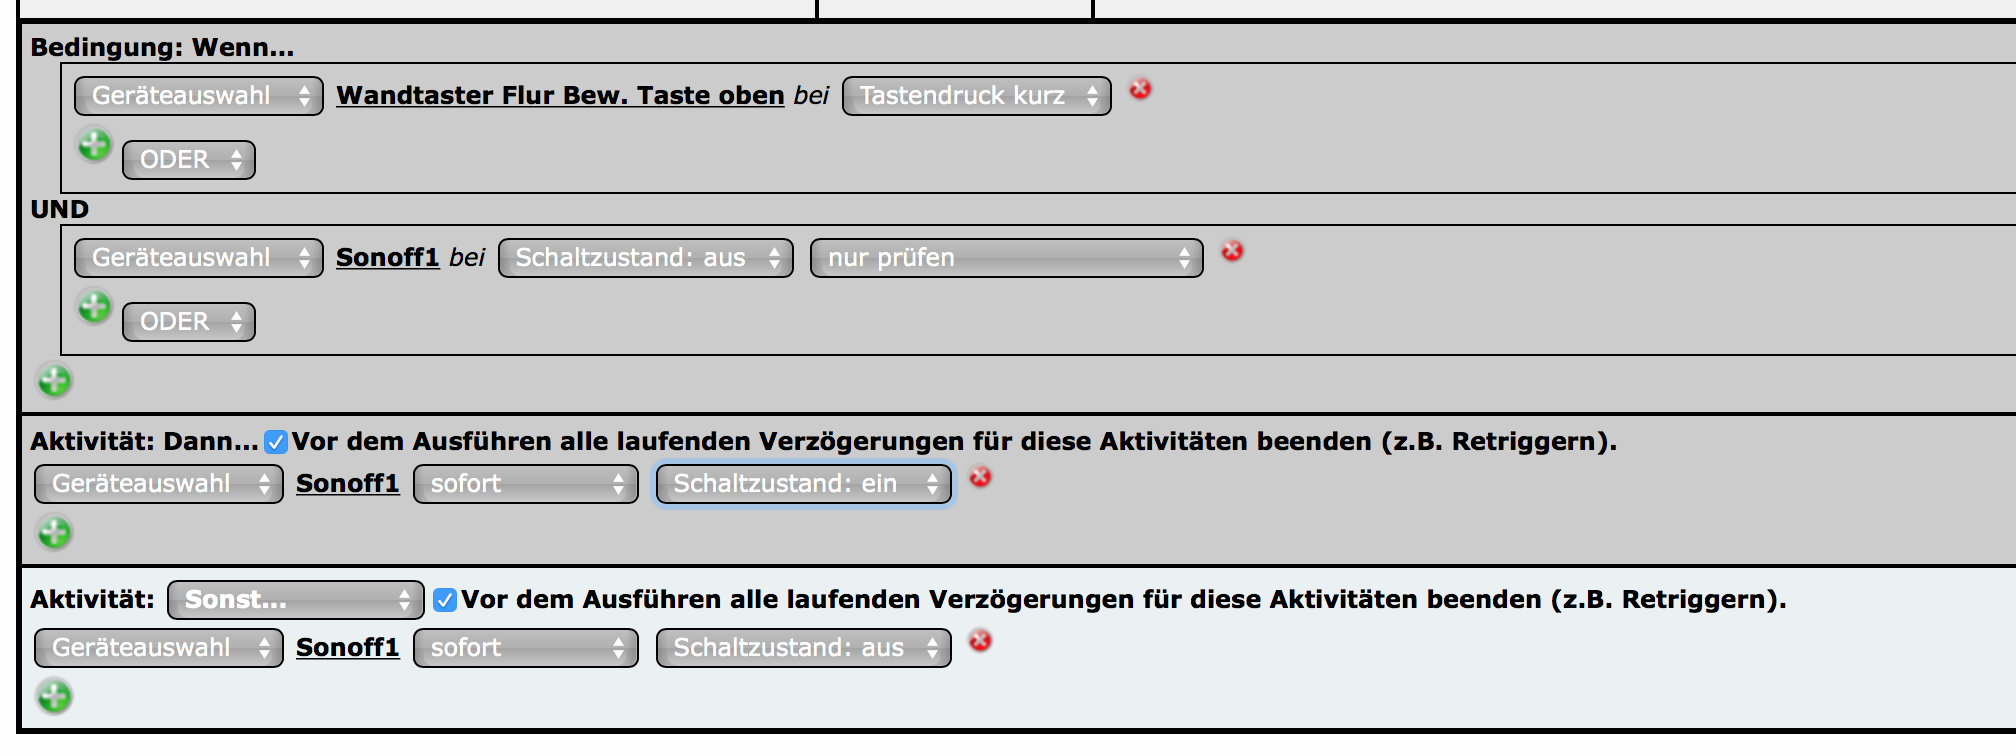 Bedingung: Wenn...
Geräteauswahl Wandtaster Flur Bew. Taste oben bei Tastendruck kurz
ODER
UND
Geräteauswahl Sonoff1 bei Schaltzustand: aus nur prüfen
ODER
Aktivität: Dann... Vor dem Ausführen alle laufenden Verzögerungen für diese Aktivitäten beenden (z.B. Retriggern).
Geräteauswahl Sonoff1 sofort Schaltzustand: ein
Aktivität: Sonst... Vor dem Ausführen alle laufenden Verzögerungen für diese Aktivitäten beenden (z.B. Retriggern).
Geräteauswahl Sonoff1 sofort Schaltzustand: aus